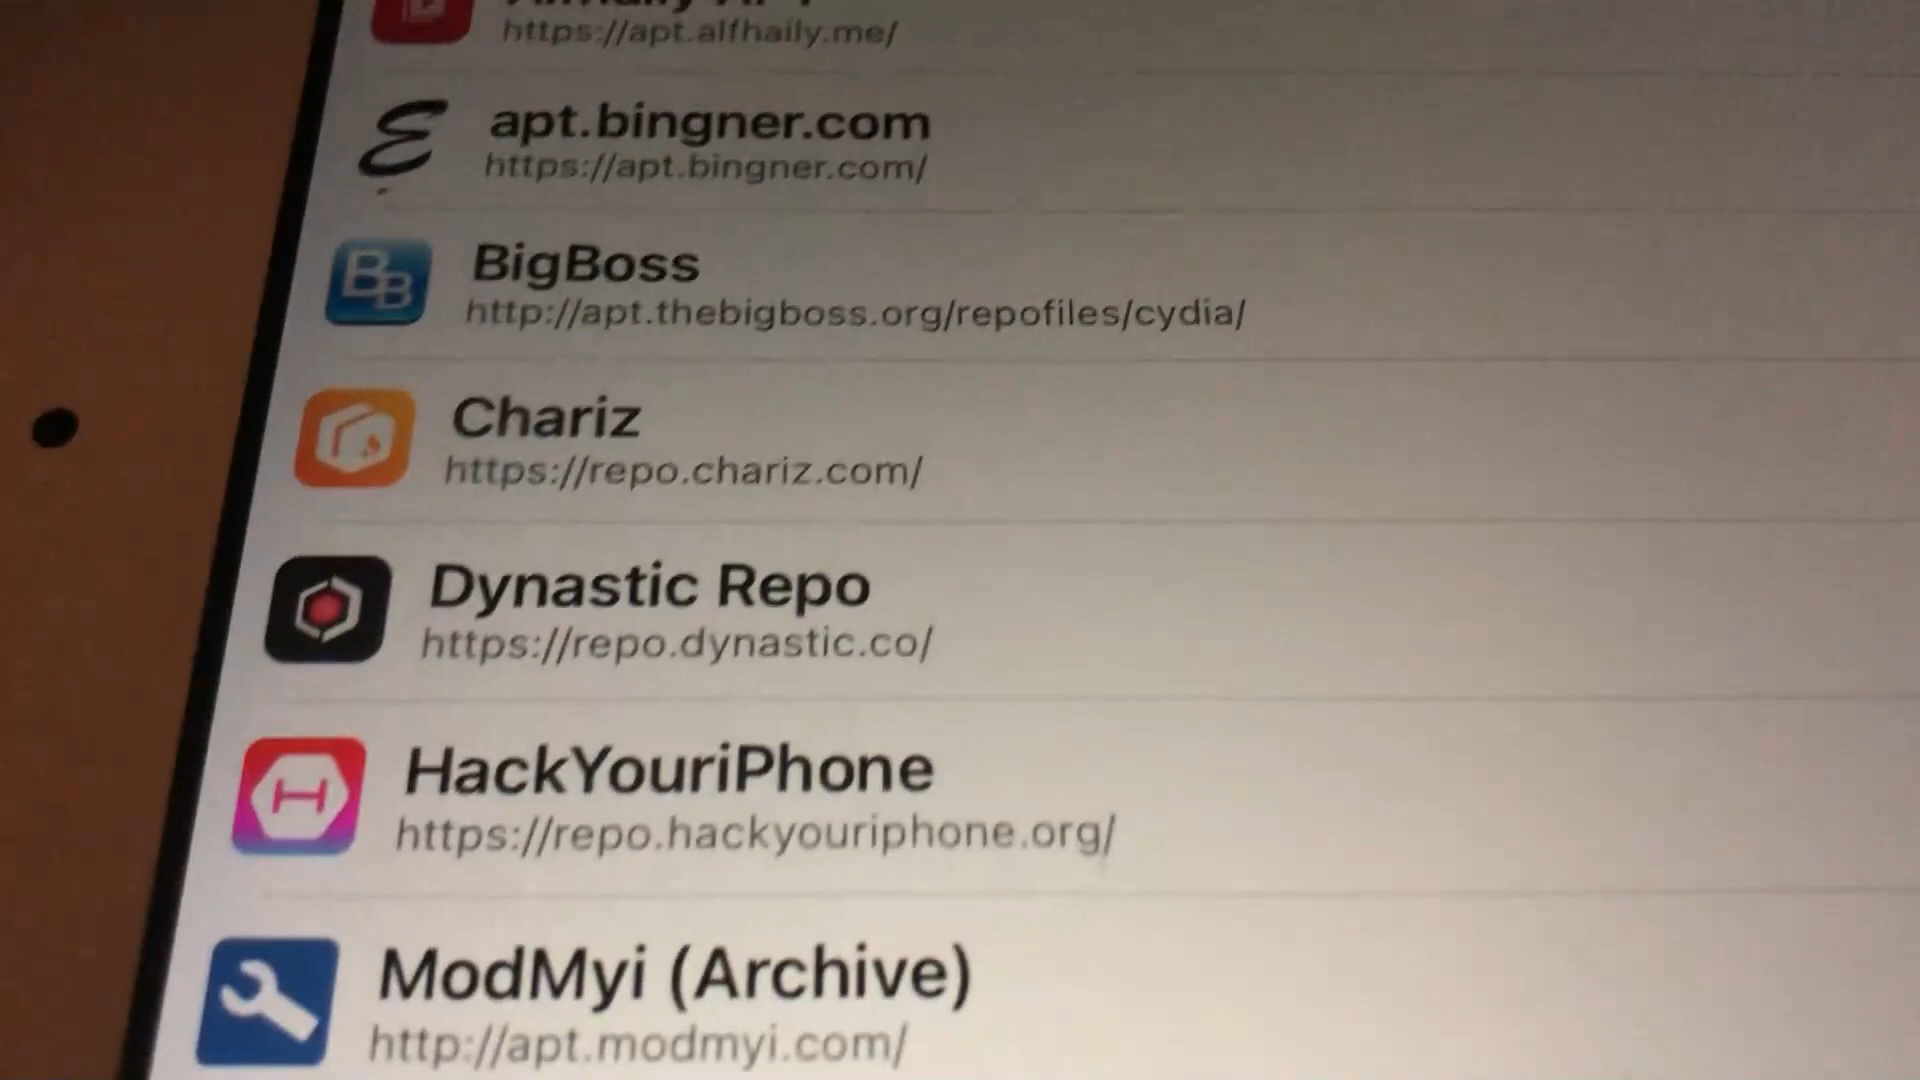 https://apt.alfhaily.me/
apt.bingner.com
https://apt.bingner.com/
BigBoss
http://apt.thebigboss.org/repofiles/cydia/
Chariz
https://repo.chariz.com/
Dynastic Repo
https://repo.dynastic.co/
HackYouriPhone
https://repo.hackyouriphone.org/
ModMyi (Archive)
http://apt.modmyi.com/